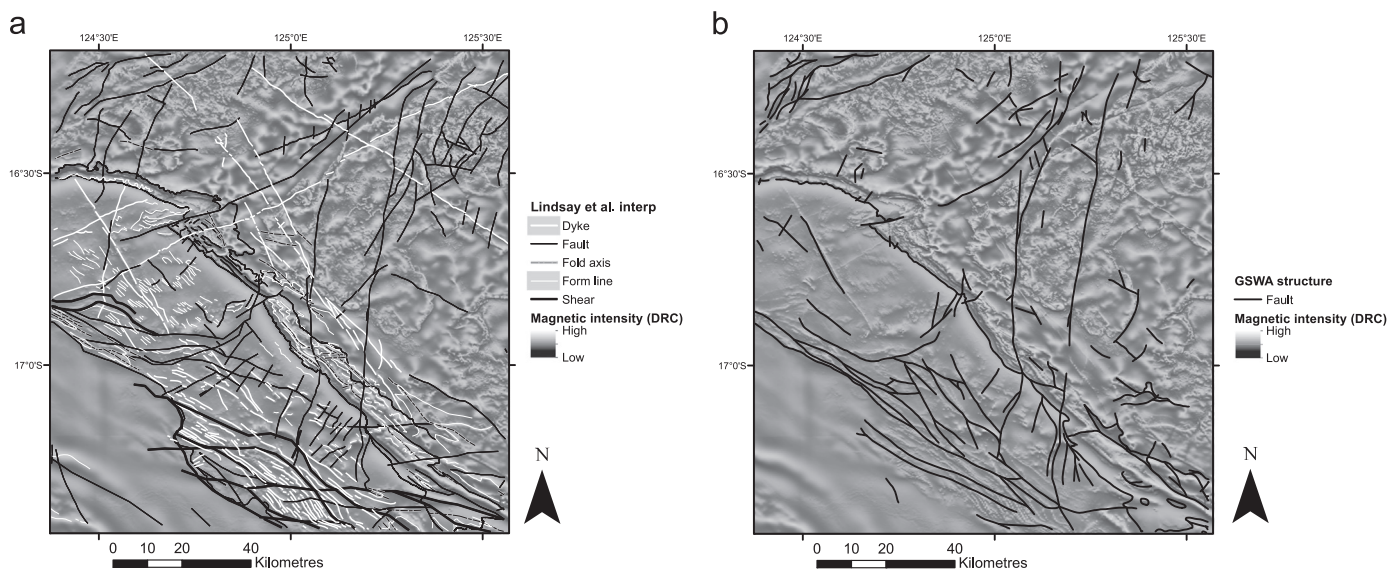 a
124°30'E
125°0'E
125°30'E
16°30'S
17°0'S
Lindsay et al. interp
Dyke
Fault
Fold axis
Form line
Shear
Magnetic intensity (DRC)
High
Low
N
0 10 20 40
Kilometres
b
124°30'E
125°0'E
125°30'E
16°30'S
17°0'S
GSWA structure
Fault
Magnetic intensity (DRC)
High
Low
N
0 10 20 40
Kilometres